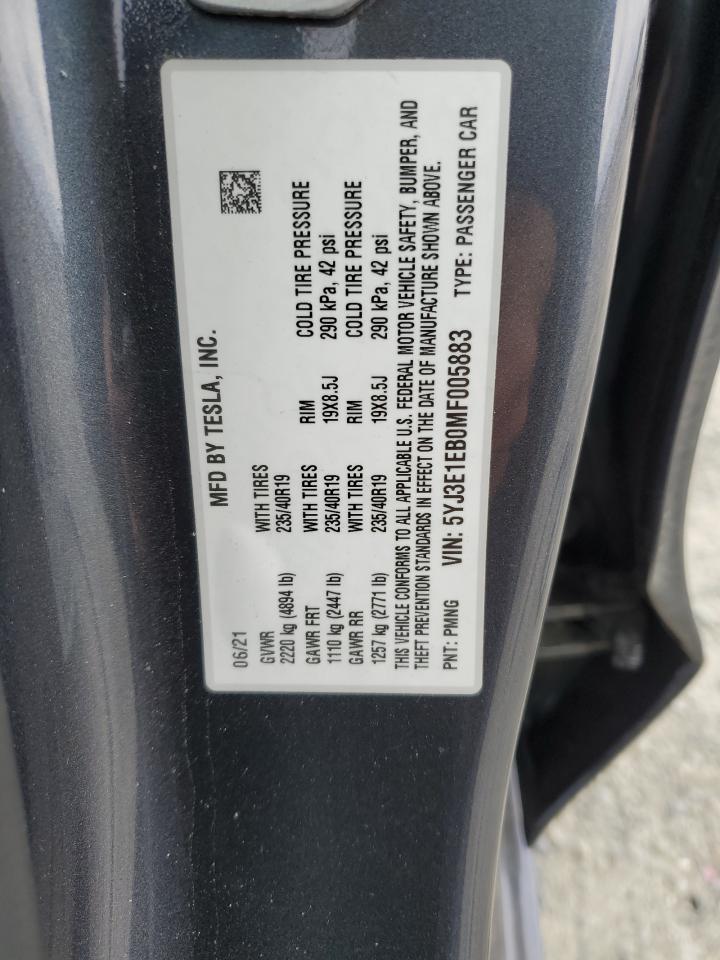 MFD BY TESLA, INC.
06/21
GVWR WITH TIRES
2220 kg (4894 lb) 235/40R19
GAWR FRT WITH TIRES RIM COLD TIRE PRESSURE
1110 kg (2447 lb) 235/40R19 19X8.5J 290 kPa, 42 psi
GAWR RR WITH TIRES RIM COLD TIRE PRESSURE
1257 kg (2771 lb) 235/40R19 19X8.5J 290 kPa, 42 psi
THIS VEHICLE CONFORMS TO ALL APPLICABLE U.S. FEDERAL MOTOR VEHICLE SAFETY, BUMPER, AND
THEFT PREVENTION STANDARDS IN EFFECT ON THE DATE OF MANUFACTURE SHOWN ABOVE.
PNT: PMNG VIN: 5YJ3E1EB0MF005883 TYPE: PASSENGER CAR